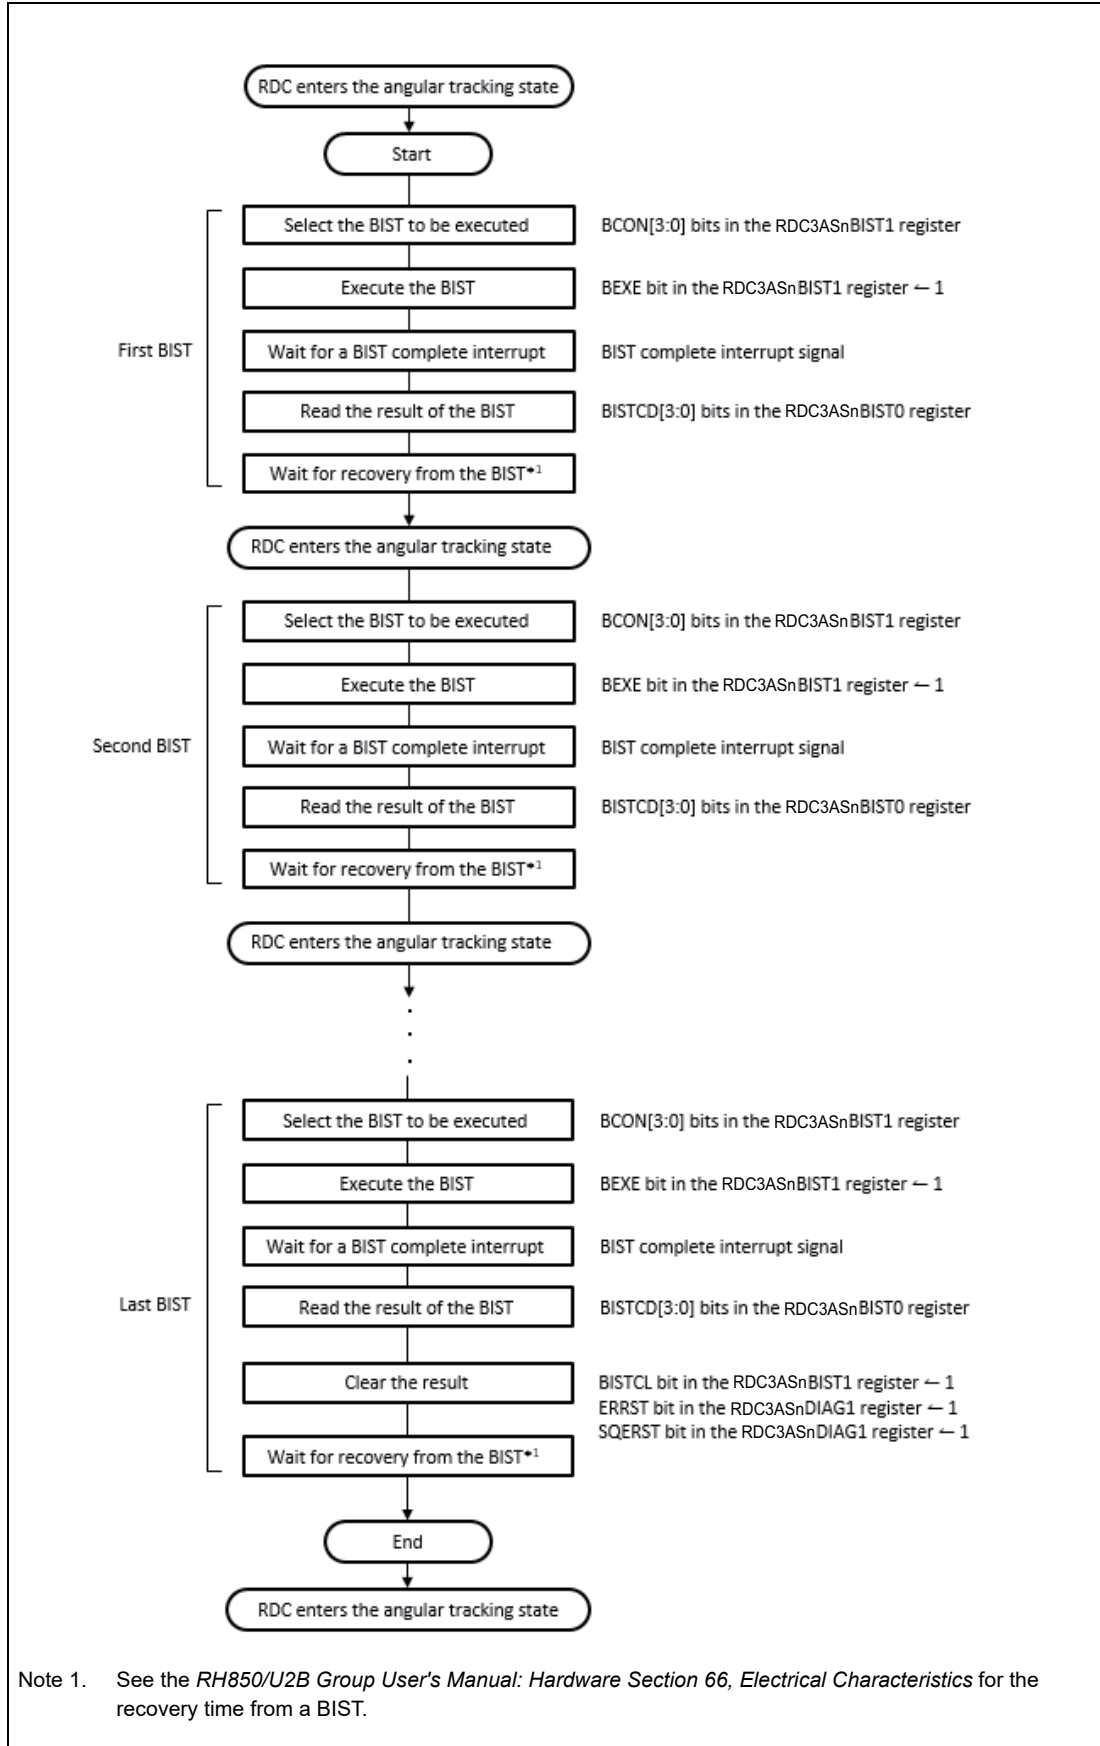 RDC enters the angular tracking state
Start
Select the BIST to be executed BCON[3:0] bits in the RDC3ASnBIST1 register
Execute the BIST BEXE bit in the RDC3ASnBIST1 register ← 1
First BIST Wait for a BIST complete interrupt BIST complete interrupt signal
Read the result of the BIST BISTCD[3:0] bits in the RDC3ASnBIST0 register
Wait for recovery from the BIST*1
RDC enters the angular tracking state
Select the BIST to be executed BCON[3:0] bits in the RDC3ASnBIST1 register
Execute the BIST BEXE bit in the RDC3ASnBIST1 register ← 1
Second BIST Wait for a BIST complete interrupt BIST complete interrupt signal
Read the result of the BIST BISTCD[3:0] bits in the RDC3ASnBIST0 register
Wait for recovery from the BIST*1
RDC enters the angular tracking state
.
.
.
Select the BIST to be executed BCON[3:0] bits in the RDC3ASnBIST1 register
Execute the BIST BEXE bit in the RDC3ASnBIST1 register ← 1
Wait for a BIST complete interrupt BIST complete interrupt signal
Last BIST Read the result of the BIST BISTCD[3:0] bits in the RDC3ASnBIST0 register
Clear the result BISTCL bit in the RDC3ASnBIST1 register ← 1
ERRST bit in the RDC3ASnDIAG1 register ← 1
SQERST bit in the RDC3ASnDIAG1 register ← 1
Wait for recovery from the BIST*1
End
RDC enters the angular tracking state
Note 1. See the RH850/U2B Group User's Manual: Hardware Section 66, Electrical Characteristics for the
recovery time from a BIST.